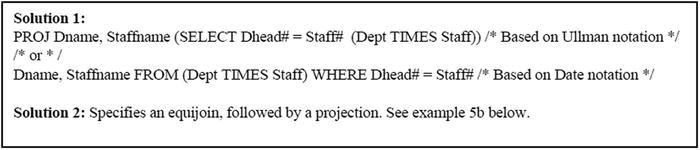 Solution 1:
PROJ Dname, Staffname (SELECT Dhead# = Staff# (Dept TIMES Staff)) /* Based on Ullman notation */
/* or * /
Dname, Staffname FROM (Dept TIMES Staff) WHERE Dhead# = Staff# /* Based on Date notation */
Solution 2: Specifies an equijoin, followed by a projection. See example 5b below.